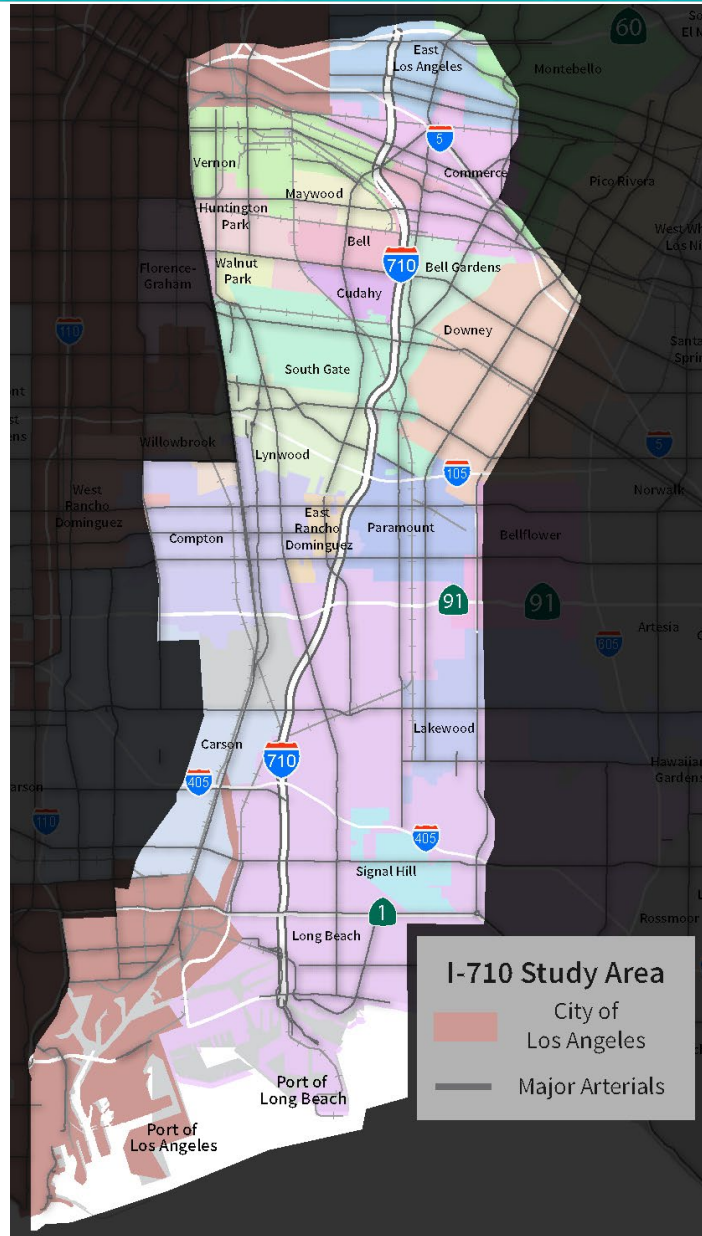 60
East
Los Angeles
Montebello
5
Vernon
Commerce
Maywood
Pico Rivera
Huntington
Park
Bell
710
Walnut
Park
Bell Gardens
Florence-
Graham
Cudahy
110
Downey
South Gate
Willowbrook
Lynwood
5
105
West
Rancho
Dominguez
East
Rancho
Dominguez
Norwalk
Compton
Paramount
Bellflower
91
91
Artesia
605
Lakewood
Carson
710
Hawaiian
Gardens
405
110
405
Signal Hill
1
Rossmoor
Long Beach
I-710 Study Area
City of
Los Angeles
Major Arterials
Port of
Long Beach
Port of
Los Angeles